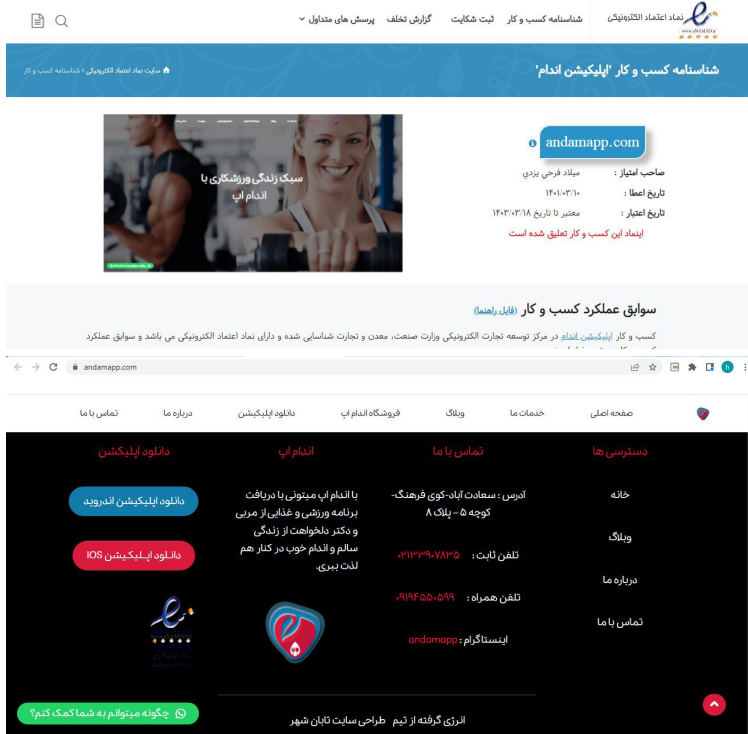 نماد اعتماد الکترونیکی
www.eNAMAD.ir
شناسنامه کسب و کار
ثبت شکایت
گزارش تخلف
پرسش های متداول
شناسنامه کسب و کار 'اپلیکیشن اندام'
سایت نماد اعتماد الکترونیکی › شناسنامه کسب و کار
andamapp.com
صاحب امتیاز : میلاد فرحي یزدي
تاریخ اعطا : ۱۴۰۱/۰۳/۱۰
تاریخ اعتبار : معتبر تا تاریخ ۱۴۰۳/۰۳/۱۸
اینماد این کسب و کار تعلیق شده است
سبک زندگی ورزشکاری با
اندام اپ
سوابق عملکرد کسب و کار (فایل راهنما)
کسب و کار اپلیکیشن اندام در مرکز توسعه تجارت الکترونیکی وزارت صنعت، معدن و تجارت شناسایی شده و دارای نماد اعتماد الکترونیکی می باشد و سوابق عملکرد
andamapp.com
h
صفحه اصلی
خدمات ما
وبلاگ
فروشگاه اندام اپ
دانلود اپلیکیشن
درباره ما
تماس با ما
دسترسی ها
خانه
وبلاگ
درباره ما
تماس با ما
تماس با ما
آدرس : سعادت آباد-کوی فرهنگ-
کوچه ۵ – پلاک ۸
تلفن ثابت : ۰۲۱۳۳۹۰۷۸۳۵
تلفن همراه : ۰۹۱۹۴۵۵۰۵۹۹
اینستاگرام : andamapp
اندام اپ
با اندام اپ میتونی با دریافت
برنامه ورزشی و غذایی از مربی
و دکتر دلخواهت از زندگی
سالم و اندام خوب در کنار هم
لذت ببری.
دانلود اپلیکشن
دانلود اپلیکیشن اندروید
دانلود اپلیکیشن IOS
انرژی گرفته از تیم طراحی سایت تابان شهر
چگونه میتوانم به شما کمک کنم؟